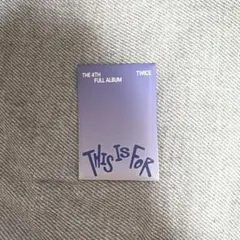 THE 4TH
FULL ALBUM
TWICE
THIS IS FOR